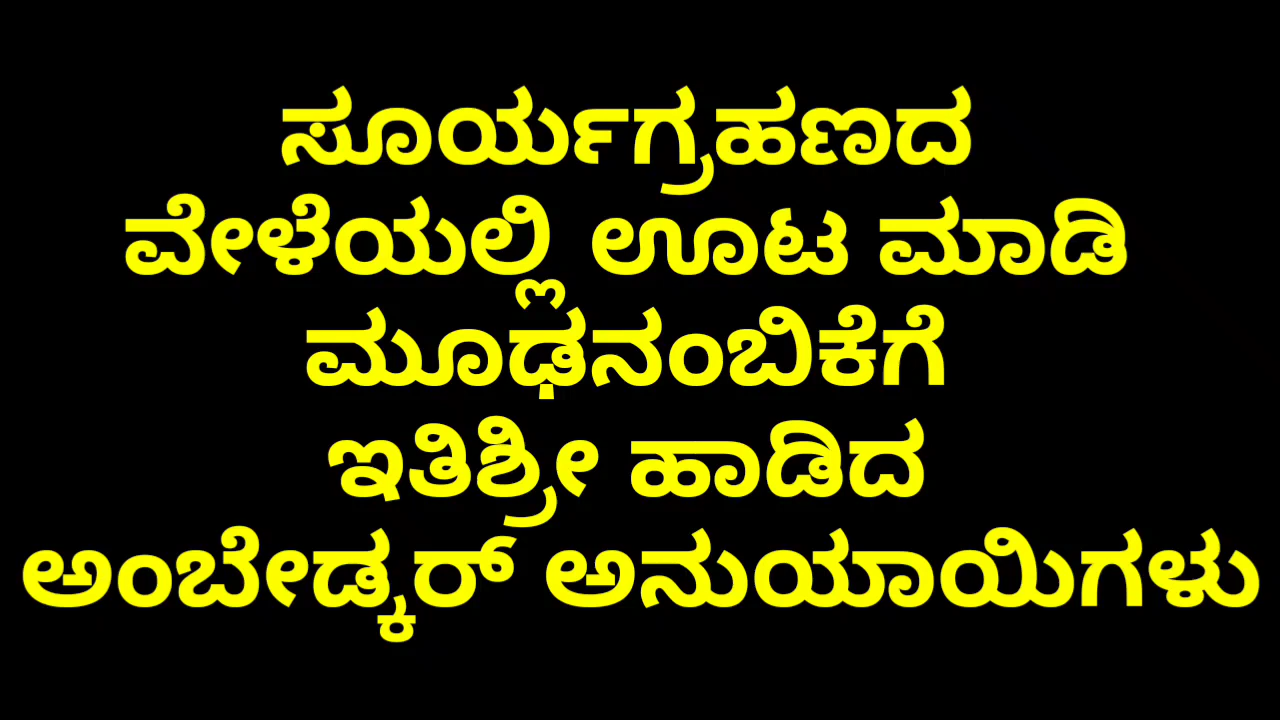 ಸೂರ್ಯಗ್ರಹಣದ
ವೇಳೆಯಲ್ಲಿ ಊಟ ಮಾಡಿ
ಮೂಢನಂಬಿಕೆಗೆ
ಇತಿಶ್ರೀ ಹಾಡಿದ
ಅಂಬೇಡ್ಕರ್ ಅನುಯಾಯಿಗಳು